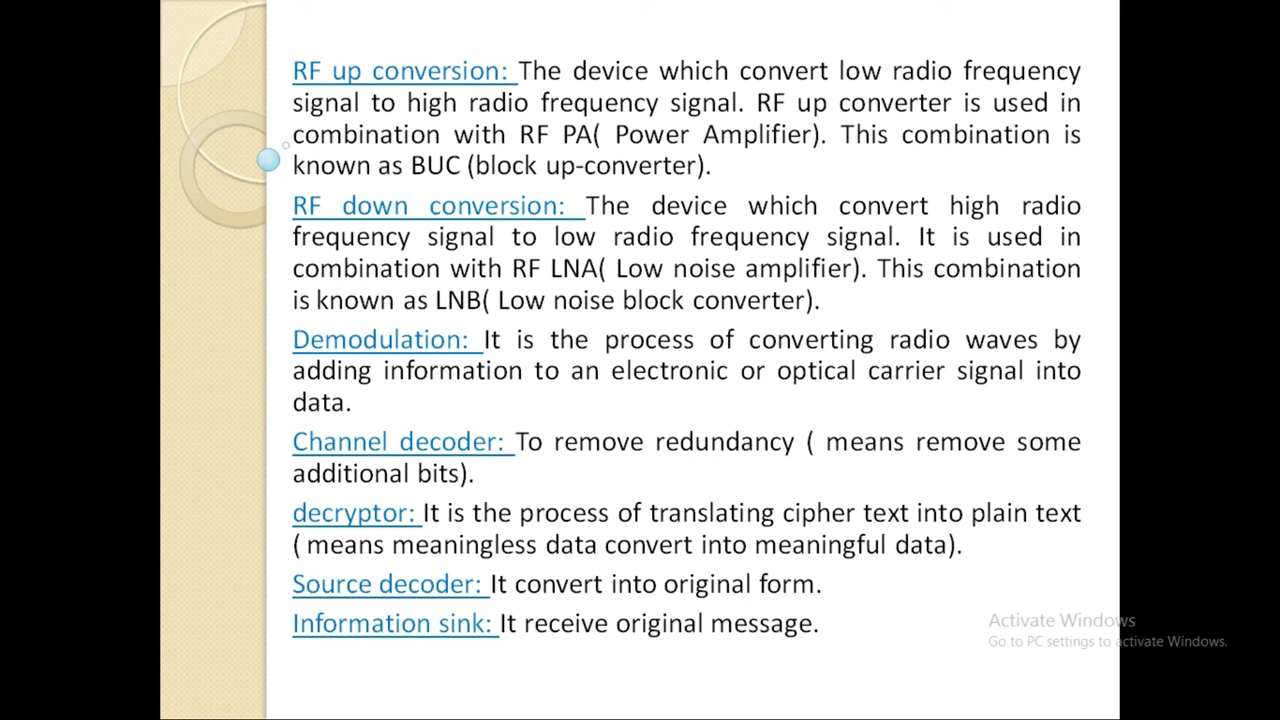 RF up conversion: The device which convert low radio frequency
signal to high radio frequency signal. RF up converter is used in
combination with RF PA( Power Amplifier). This combination is
known as BUC (block up-converter).
RF down conversion: The device which convert high radio
frequency signal to low radio frequency signal. It is used in
combination with RF LNA( Low noise amplifier). This combination
is known as LNB( Low noise block converter).
Demodulation: It is the process of converting radio waves by
adding information to an electronic or optical carrier signal into
data.
Channel decoder: To remove redundancy ( means remove some
additional bits).
decryptor: It is the process of translating cipher text into plain text
( means meaningless data convert into meaningful data).
Source decoder: It convert into original form.
Information sink: It receive original message.
Activate Windows
Go to PC settings to activate Windows.